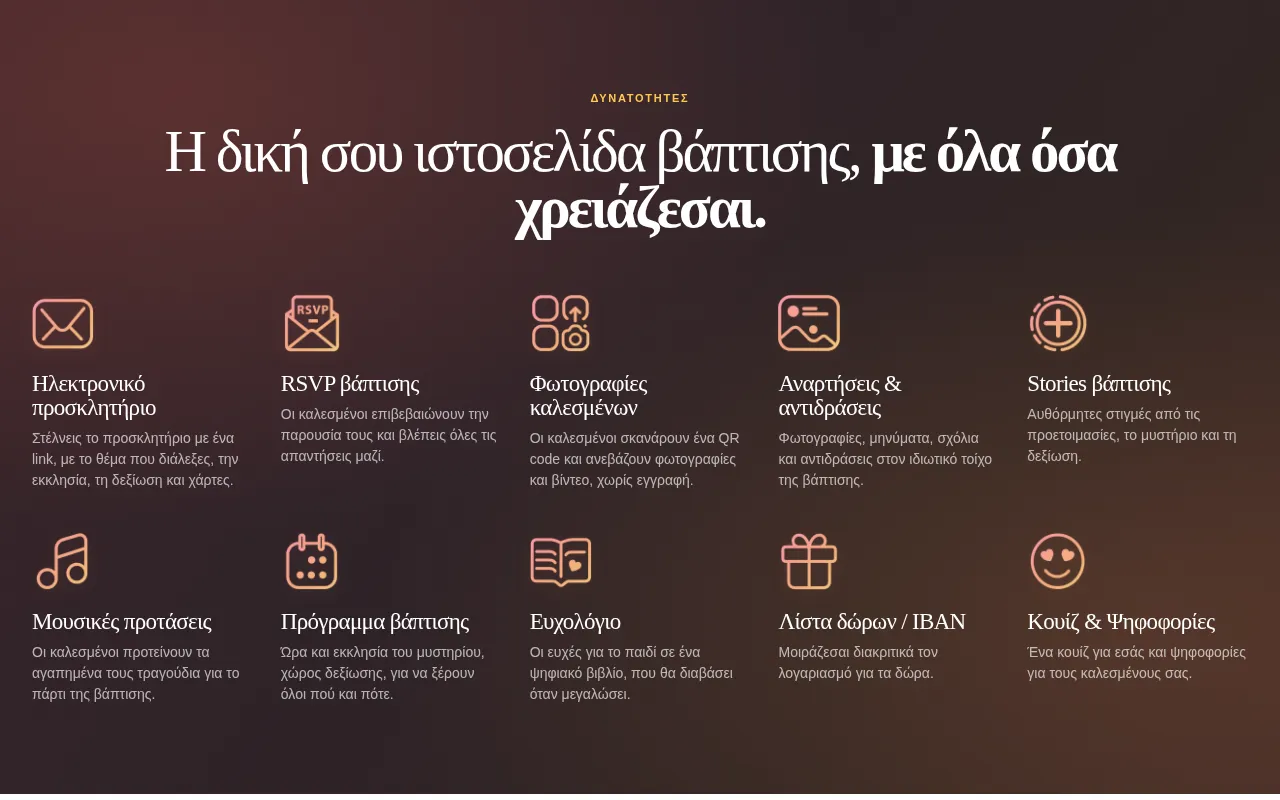 ΔΥΝΑΤΟΤΗΤΕΣ
Η δική σου ιστοσελίδα βάπτισης, με όλα όσα
χρειάζεσαι.
RSVP
Ηλεκτρονικό
προσκλητήριο
Στέλνεις το προσκλητήριο με ένα
link, με το θέμα που διάλεξες, την
εκκλησία, τη δεξίωση και χάρτες.
RSVP βάπτισης
Οι καλεσμένοι επιβεβαιώνουν την
παρουσία τους και βλέπεις όλες τις
απαντήσεις μαζί.
Φωτογραφίες
καλεσμένων
Οι καλεσμένοι σκανάρουν ένα QR
code και ανεβάζουν φωτογραφίες
και βίντεο, χωρίς εγγραφή.
Αναρτήσεις &
αντιδράσεις
Φωτογραφίες, μηνύματα, σχόλια
και αντιδράσεις στον ιδιωτικό τοίχο
της βάπτισης.
Stories βάπτισης
Αυθόρμητες στιγμές από τις
προετοιμασίες, το μυστήριο και τη
δεξίωση.
Μουσικές προτάσεις
Οι καλεσμένοι προτείνουν τα
αγαπημένα τους τραγούδια για το
πάρτι της βάπτισης.
Πρόγραμμα βάπτισης
Ώρα και εκκλησία του μυστηρίου,
χώρος δεξίωσης, για να ξέρουν
όλοι πού και πότε.
Ευχολόγιο
Οι ευχές για το παιδί σε ένα
ψηφιακό βιβλίο, που θα διαβάσει
όταν μεγαλώσει.
Λίστα δώρων / IBAN
Μοιράζεσαι διακριτικά τον
λογαριασμό για τα δώρα.
Κουίζ & Ψηφοφορίες
Ένα κουίζ για εσάς και ψηφοφορίες
για τους καλεσμένους σας.